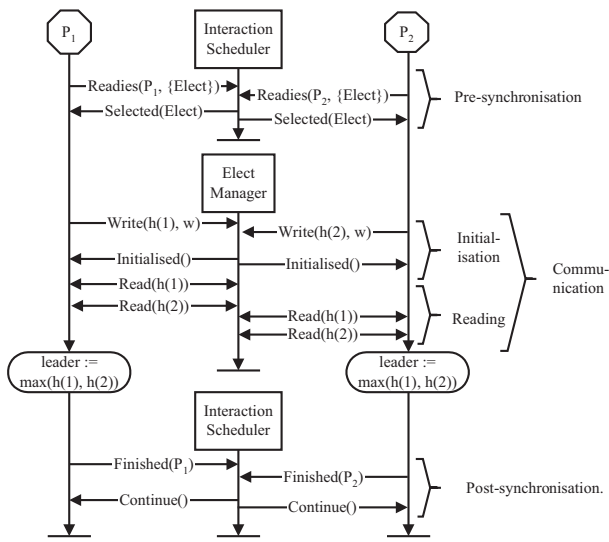 P1
Interaction
Scheduler
P2
Readies(P1, {Elect})
Readies(P2, {Elect})
Selected(Elect)
Selected(Elect)
Pre-synchronisation
Elect
Manager
Write(h(1), w)
Write(h(2), w)
Initialised()
Initialised()
Initial-
isation
Read(h(1))
Read(h(2))
Read(h(1))
Read(h(2))
Reading
Commu-
nication
leader :=
max(h(1), h(2))
leader :=
max(h(1), h(2))
Interaction
Scheduler
Finished(P1)
Finished(P2)
Continue()
Continue()
Post-synchronisation.